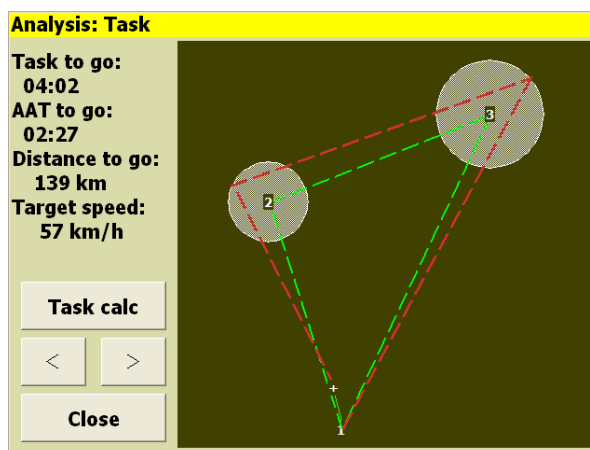 Analysis: Task
Task to go:
04:02
AAT to go:
02:27
Distance to go:
139 km
Target speed:
57 km/h
Task calc
<
>
Close
3
2
1